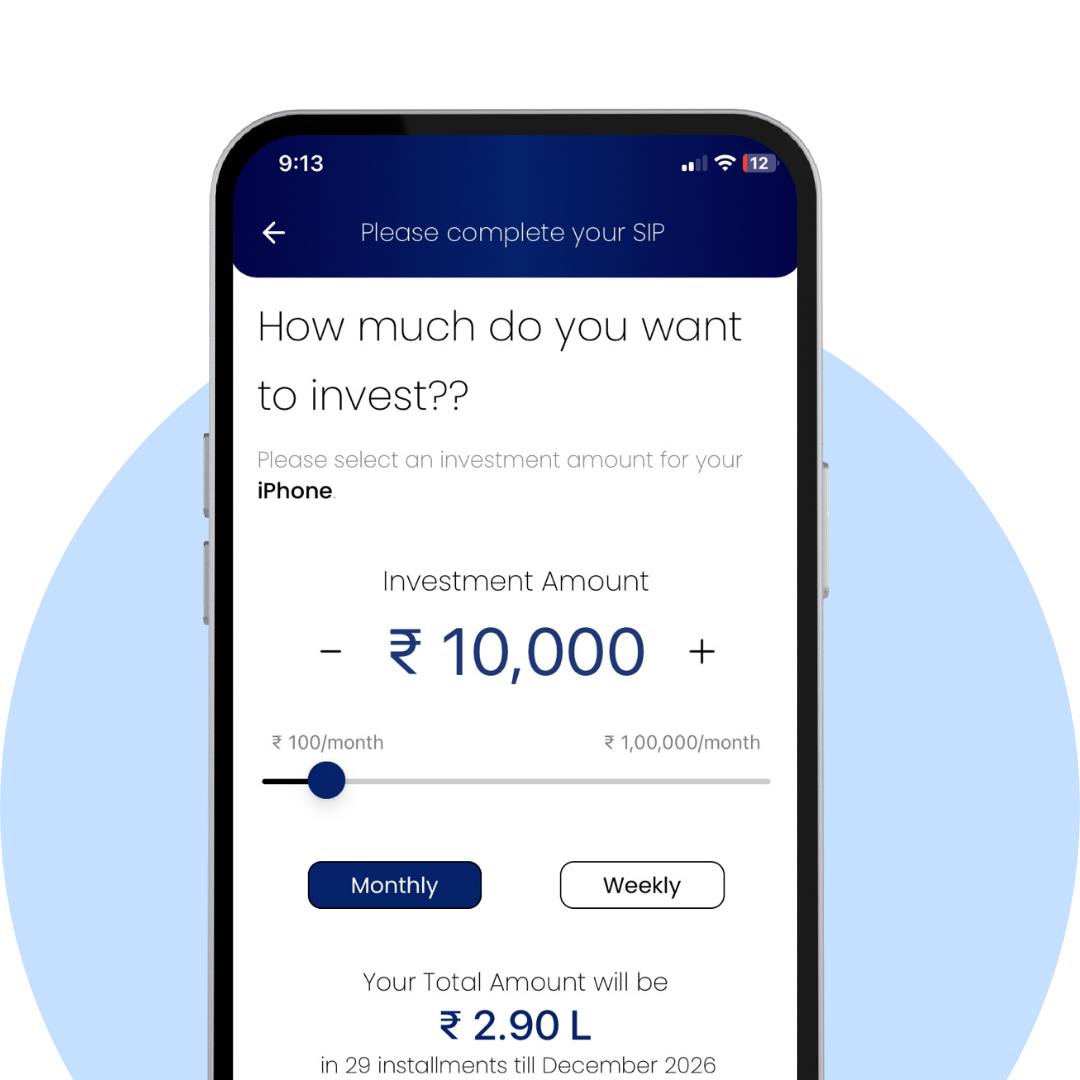 9:13
12
Please complete your SIP
How much do you want
to invest??
Please select an investment amount for your
iPhone.
Investment Amount
− ₹ 10,000 +
₹ 100/month ₹ 1,00,000/month
Monthly Weekly
Your Total Amount will be
₹ 2.90 L
in 29 installments till December 2026